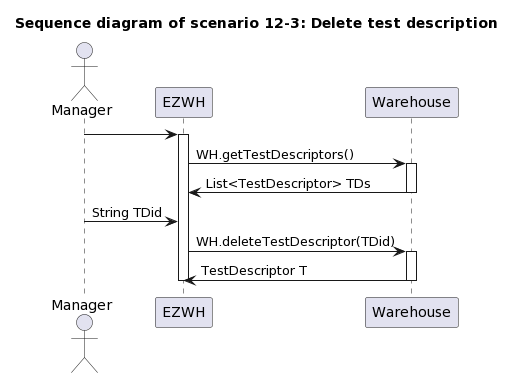 Sequence diagram of scenario 12-3: Delete test description
Manager
EZWH
Warehouse
WH.getTestDescriptors()
List<TestDescriptor> TDs
String TDid
WH.deleteTestDescriptor(TDid)
TestDescriptor T
Manager
EZWH
Warehouse